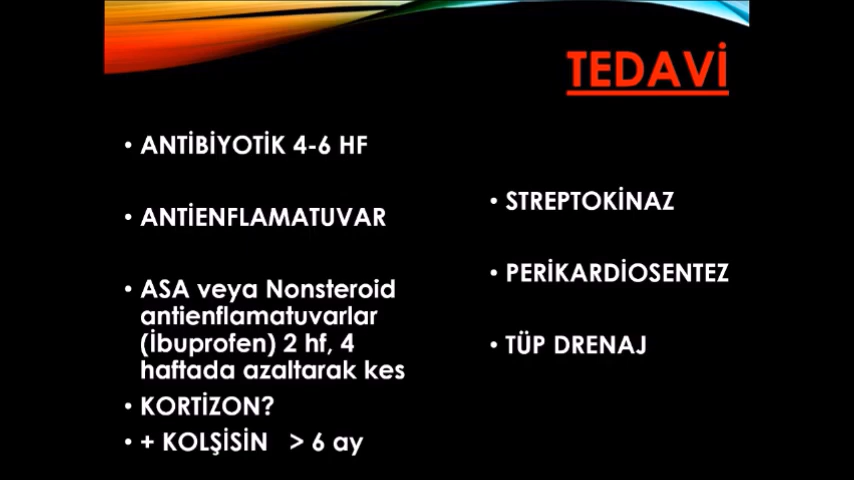 TEDAVİ
• ANTİBİYOTİK 4-6 HF
• ANTİENFLAMATUVAR
• ASA veya Nonsteroid
antienflamatuvarlar
(İbuprofen) 2 hf, 4
haftada azaltarak kes
• KORTİZON?
• + KOLŞİSİN > 6 ay
• STREPTOKİNAZ
• PERİKARDİOSENTEZ
• TÜP DRENAJ